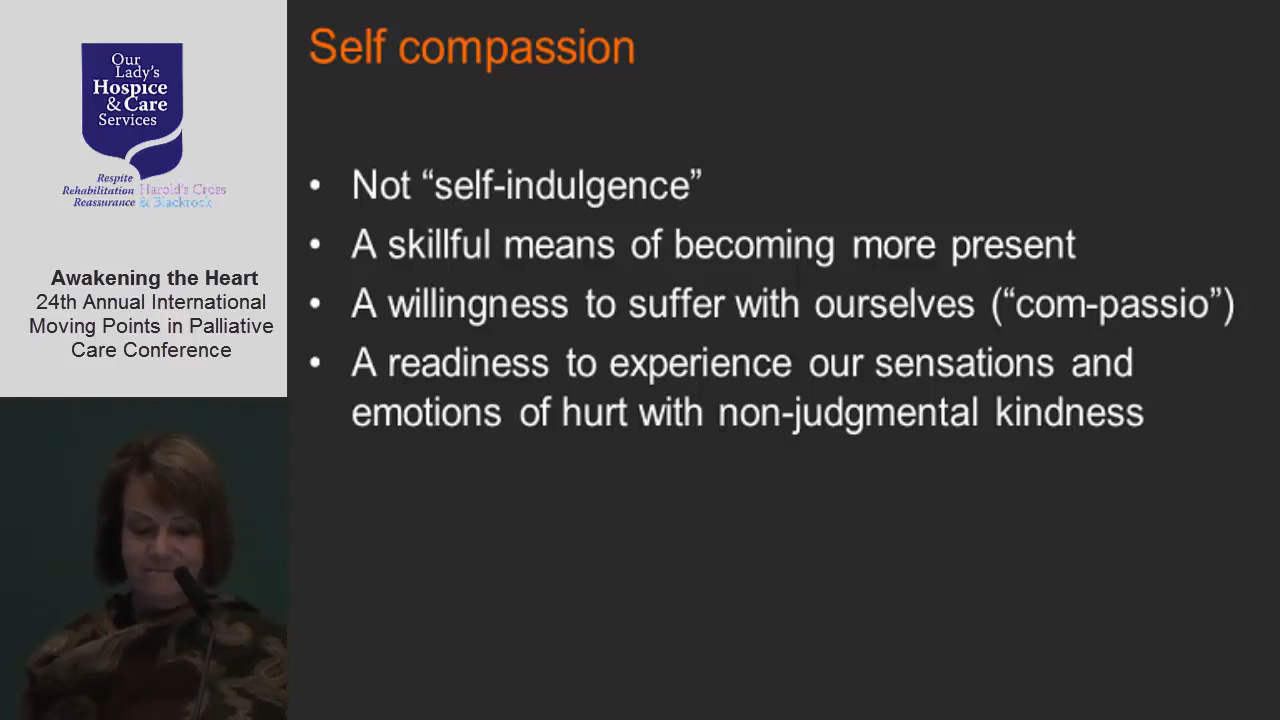 Our
Lady's
Hospice
& Care
Services
Respite
Rehabilitation
Reassurance
Harold's Cross
& Blackrock
Awakening the Heart
24th Annual International
Moving Points in Palliative
Care Conference
Self compassion
• Not “self-indulgence”
• A skillful means of becoming more present
• A willingness to suffer with ourselves (“com-passio”)
• A readiness to experience our sensations and
emotions of hurt with non-judgmental kindness